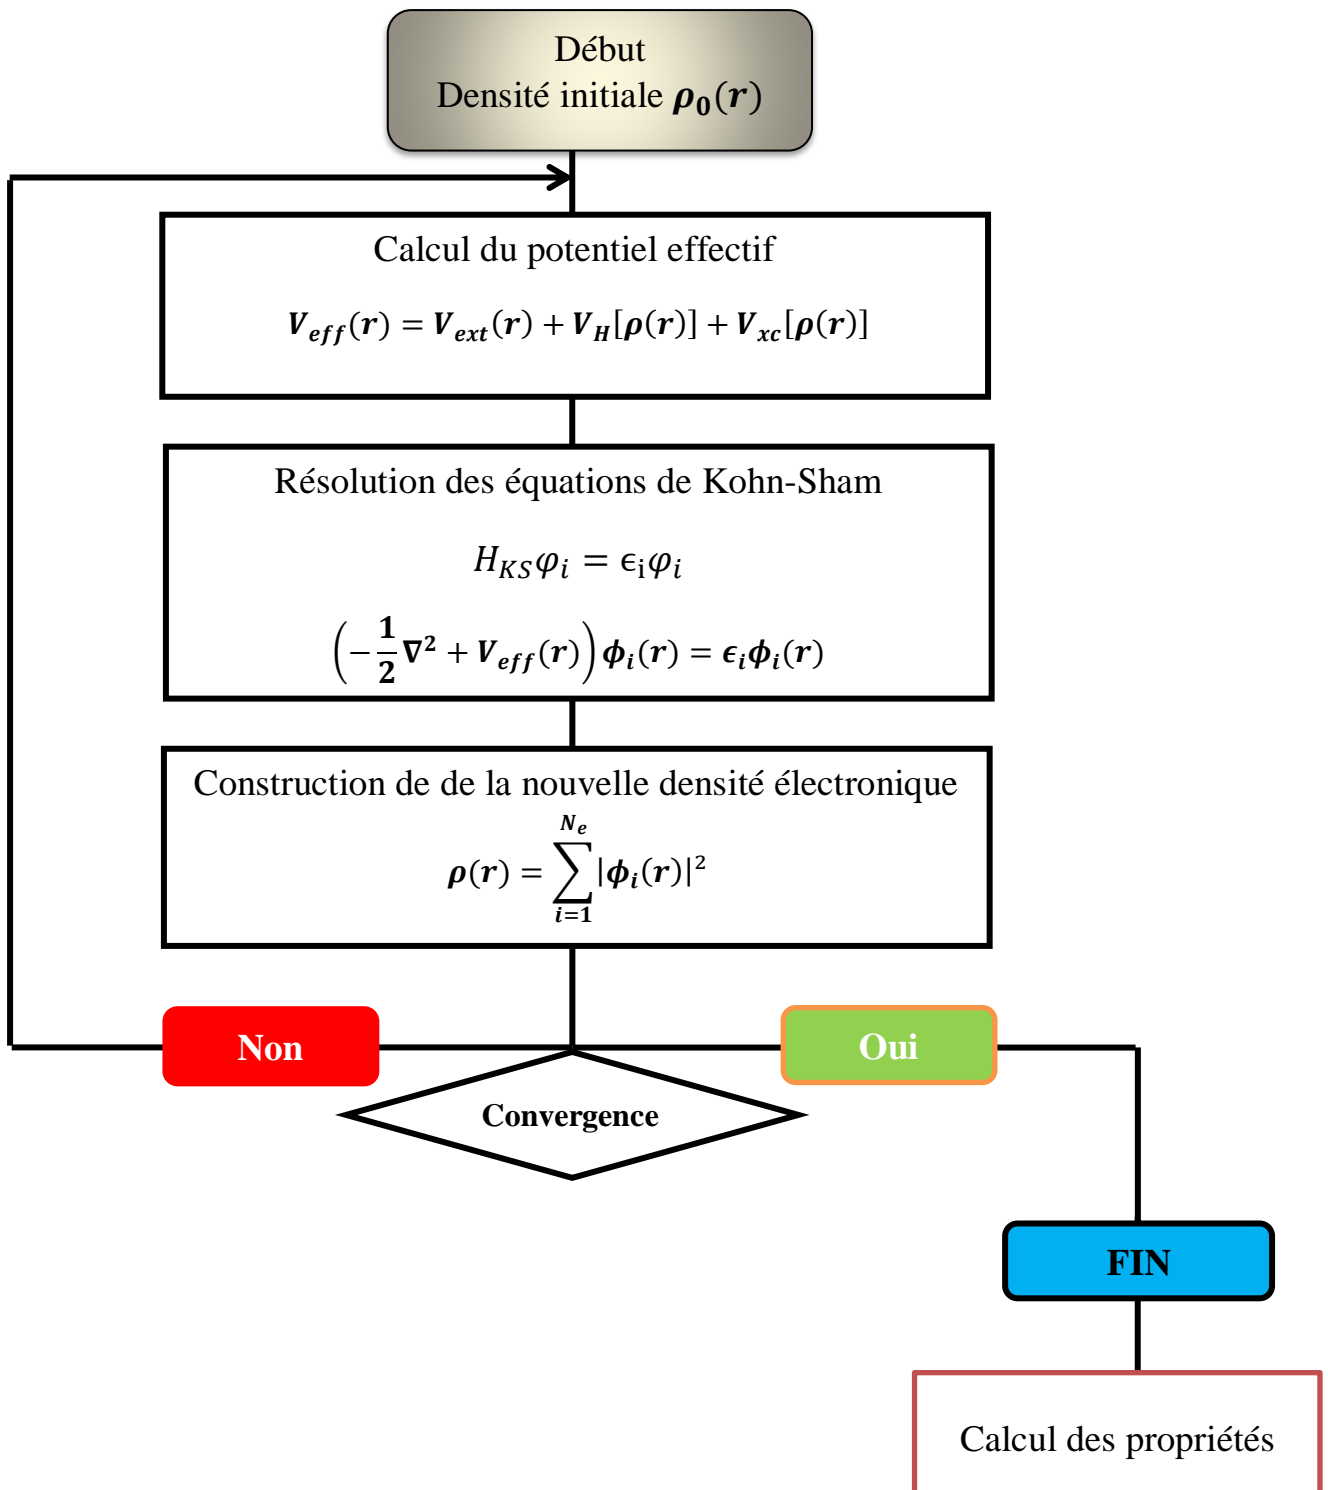 Début
Densité initiale ρ₀(r)
Calcul du potentiel effectif
V_eff(r) = V_ext(r) + V_H[ρ(r)] + V_xc[ρ(r)]
Résolution des équations de Kohn-Sham
H_KS φ_i = ϵ_i φ_i
(−1/2 ∇² + V_eff(r)) ϕ_i(r) = ϵ_i ϕ_i(r)
Construction de de la nouvelle densité électronique
ρ(r) = ∑_{i=1}^{N_e} |ϕ_i(r)|²
Non
Oui
Convergence
FIN
Calcul des propriétés